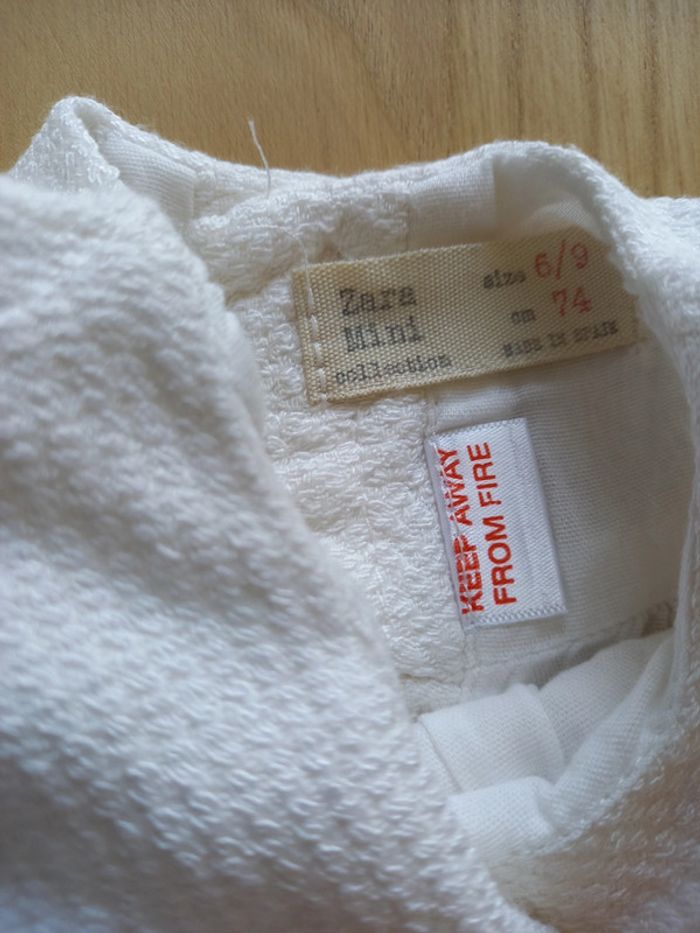 Zara
Mini
collection
size 6/9
cm 74
MADE IN SPAIN
KEEP AWAY
FROM FIRE